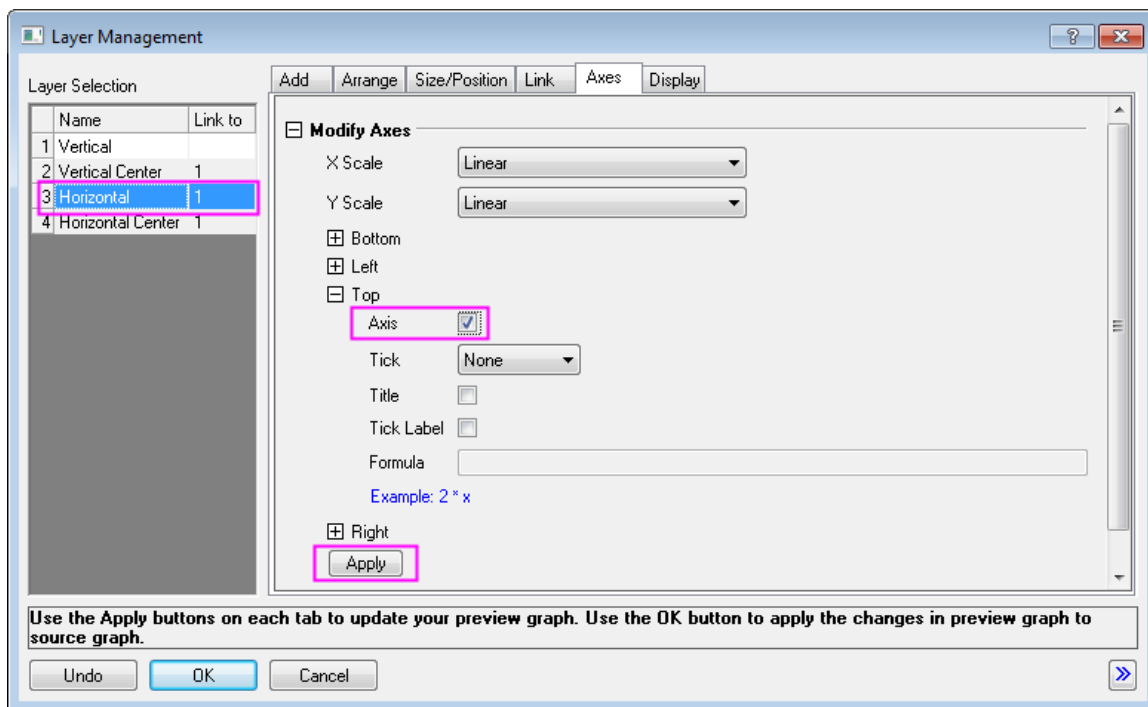 Layer Management
Layer Selection
Name Link to
1 Vertical
2 Vertical Center 1
3 Horizontal 1
4 Horizontal Center 1
Add Arrange Size/Position Link Axes Display
Modify Axes
X Scale Linear
Y Scale Linear
Bottom
Left
Top
Axis
Tick None
Title
Tick Label
Formula
Example: 2 * x
Right
Apply
Use the Apply buttons on each tab to update your preview graph. Use the OK button to apply the changes in preview graph to
source graph.
Undo OK Cancel